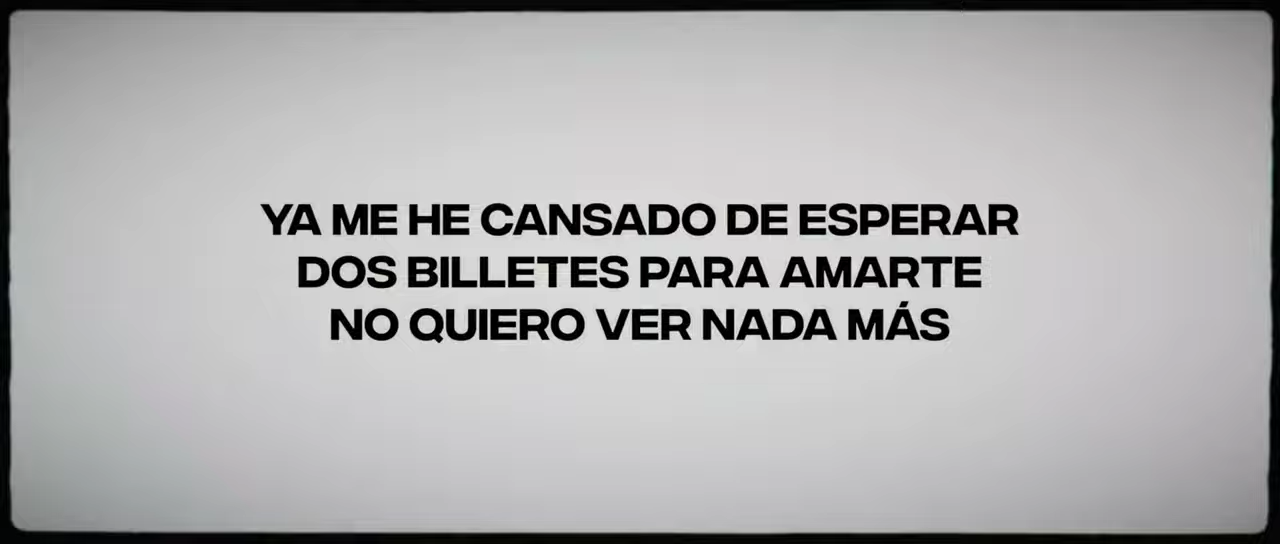 YA ME HE CANSADO DE ESPERAR
DOS BILLETES PARA AMARTE
NO QUIERO VER NADA MÁS